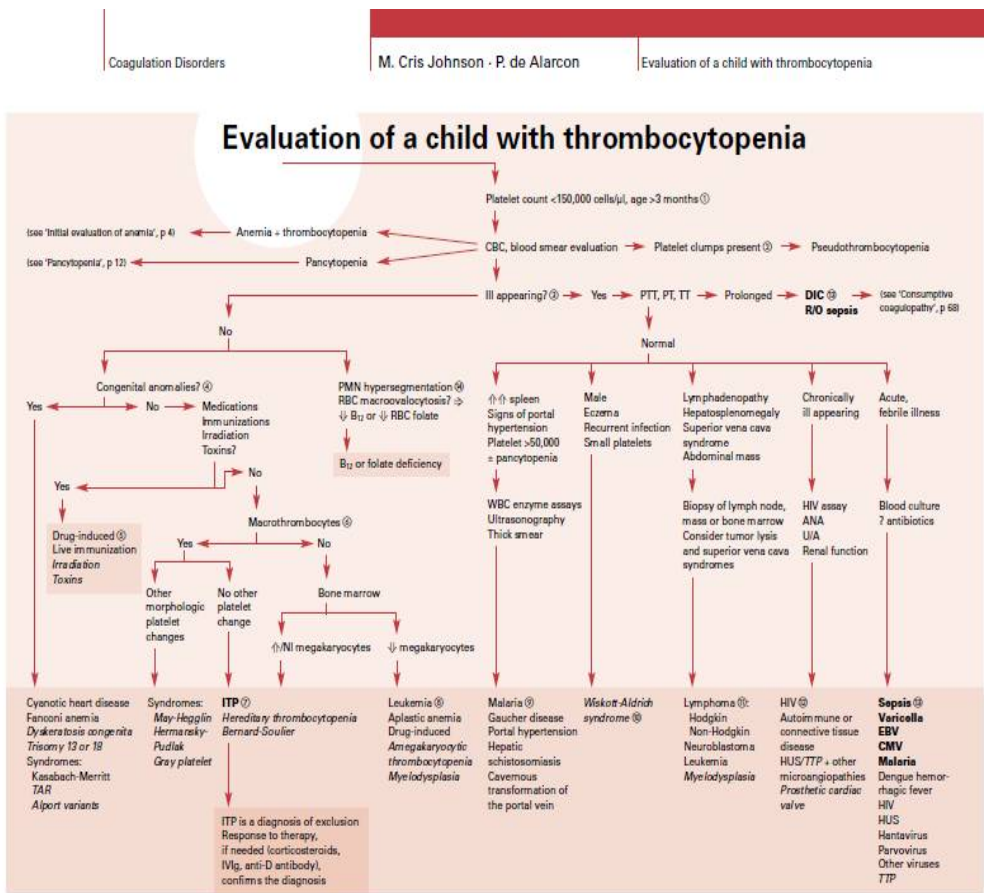 Coagulation Disorders
M. Cris Johnson · P. de Alarcon
Evaluation of a child with thrombocytopenia
Evaluation of a child with thrombocytopenia
Platelet count <150,000 cells/µl, age >3 months ①
(see 'Initial evaluation of anemia', p 4)
Anemia + thrombocytopenia
(see 'Pancytopenia', p 12)
Pancytopenia
CBC, blood smear evaluation
Platelet clumps present ②
Pseudothrombocytopenia
Ill appearing? ③
Yes
PTT, PT, TT
Prolonged
DIC ⑬
R/O sepsis
(see 'Consumptive
coagulopathy', p 68)
No
Normal
Congenital anomalies? ④
Yes
No
Medications
Immunizations
Irradiation
Toxins?
PMN hypersegmentation ⑭
RBC macroovalocytosis? ⇒
⇓ B12 or ⇓ RBC folate
B12 or folate deficiency
Yes
No
Drug-induced ⑤
Live immunization
Irradiation
Toxins
Macrothrombocytes ⑥
Yes
No
Other
morphologic
platelet
changes
No other
platelet
change
Bone marrow
⇑/Nl megakaryocytes
⇓ megakaryocytes
⇑⇑ spleen
Signs of portal
hypertension
Platelet >50,000
± pancytopenia
WBC enzyme assays
Ultrasonography
Thick smear
Male
Eczema
Recurrent infection
Small platelets
Lymphadenopathy
Hepatosplenomegaly
Superior vena cava
syndrome
Abdominal mass
Biopsy of lymph node,
mass or bone marrow
Consider tumor lysis
and superior vena cava
syndromes
Chronically
ill appearing
HIV assay
ANA
U/A
Renal function
Acute,
febrile illness
Blood culture
? antibiotics
Cyanotic heart disease
Fanconi anemia
Dyskeratosis congenita
Trisomy 13 or 18
Syndromes:
Kasabach-Merritt
TAR
Alport variants
Syndromes:
May-Hegglin
Hermansky-
Pudlak
Gray platelet
ITP ⑦
Hereditary thrombocytopenia
Bernard-Soulier
ITP is a diagnosis of exclusion
Response to therapy,
if needed (corticosteroids,
IVIg, anti-D antibody),
confirms the diagnosis
Leukemia ⑧
Aplastic anemia
Drug-induced
Amegakaryocytic
thrombocytopenia
Myelodysplasia
Malaria ⑨
Gaucher disease
Portal hypertension
Hepatic
schistosomiasis
Cavernous
transformation of
the portal vein
Wiskott-Aldrich
syndrome ⑩
Lymphoma ⑪:
Hodgkin
Non-Hodgkin
Neuroblastoma
Leukemia
Myelodysplasia
HIV ⑫
Autoimmune or
connective tissue
disease
HUS/TTP + other
microangiopathies
Prosthetic cardiac
valve
Sepsis ⑬
Varicella
EBV
CMV
Malaria
Dengue hemor-
rhagic fever
HIV
HUS
Hantavirus
Parvovirus
Other viruses
TTP